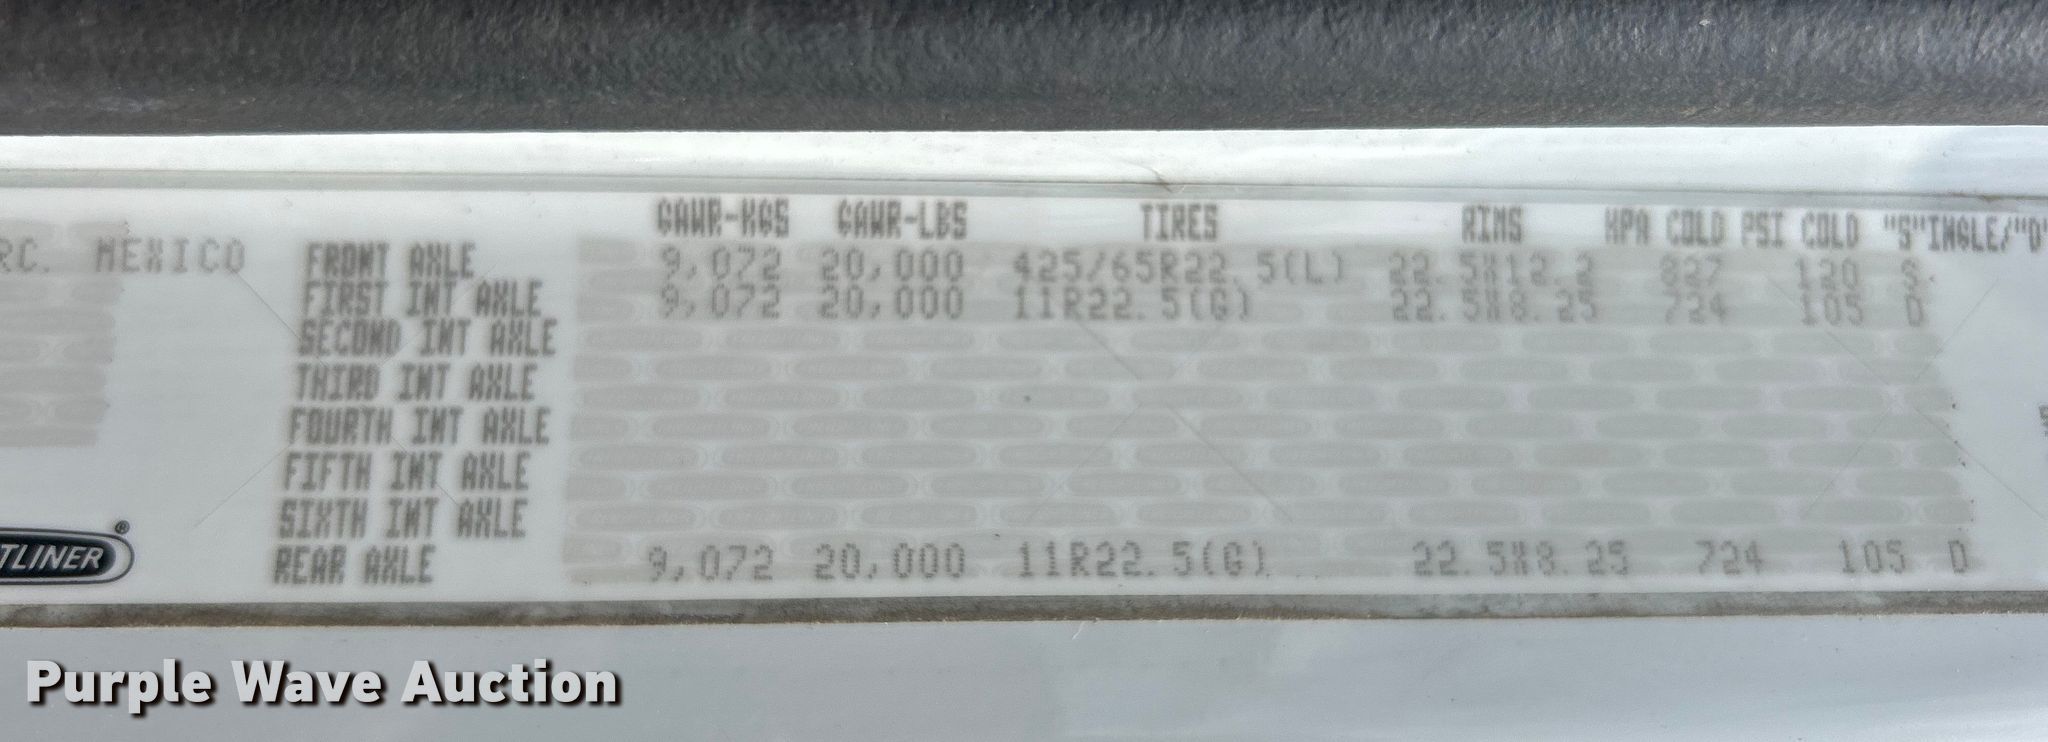 GAWR-KGS GAWR-LBS TIRES RIMS KPA COLD PSI COLD "S"INGLE/"D"
RC. MEXICO
FRONT AXLE 9,072 20,000 425/65R22.5(L) 22.5X12.2 827 120 S
FIRST INT AXLE 9,072 20,000 11R22.5(G) 22.5X8.25 724 105 D
SECOND INT AXLE
THIRD INT AXLE
FOURTH INT AXLE
FIFTH INT AXLE
SIXTH INT AXLE
REAR AXLE 9,072 20,000 11R22.5(G) 22.5X8.25 724 105 D
TLINER®
Purple Wave Auction